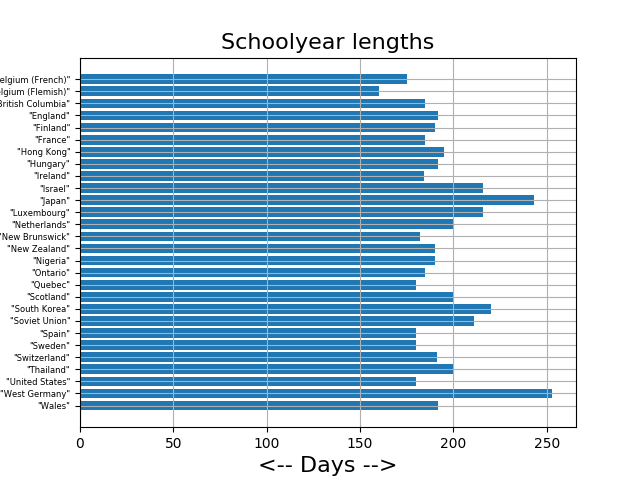 Schoolyear lengths
elgium (French)"
elgium (Flemish)"
British Columbia"
"England"
"Finland"
"France"
"Hong Kong"
"Hungary"
"Ireland"
"Israel"
"Japan"
"Luxembourg"
"Netherlands"
"New Brunswick"
"New Zealand"
"Nigeria"
"Ontario"
"Quebec"
"Scotland"
"South Korea"
"Soviet Union"
"Spain"
"Sweden"
"Switzerland"
"Thailand"
"United States"
"West Germany"
"Wales"
0 50 100 150 200 250
<-- Days -->